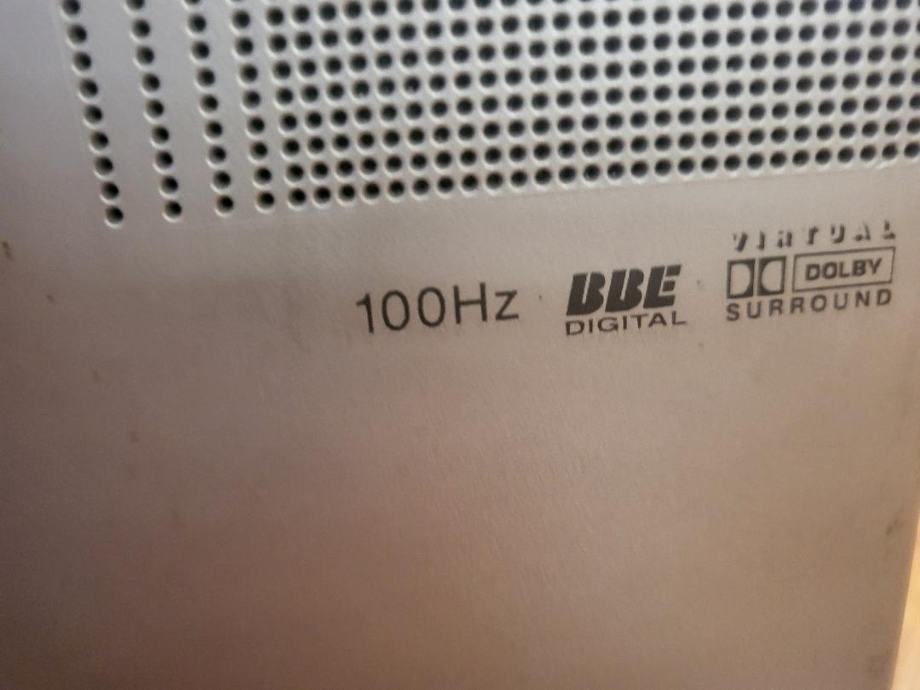 100Hz
BBE
DIGITAL
VIRTUAL
DOLBY
SURROUND